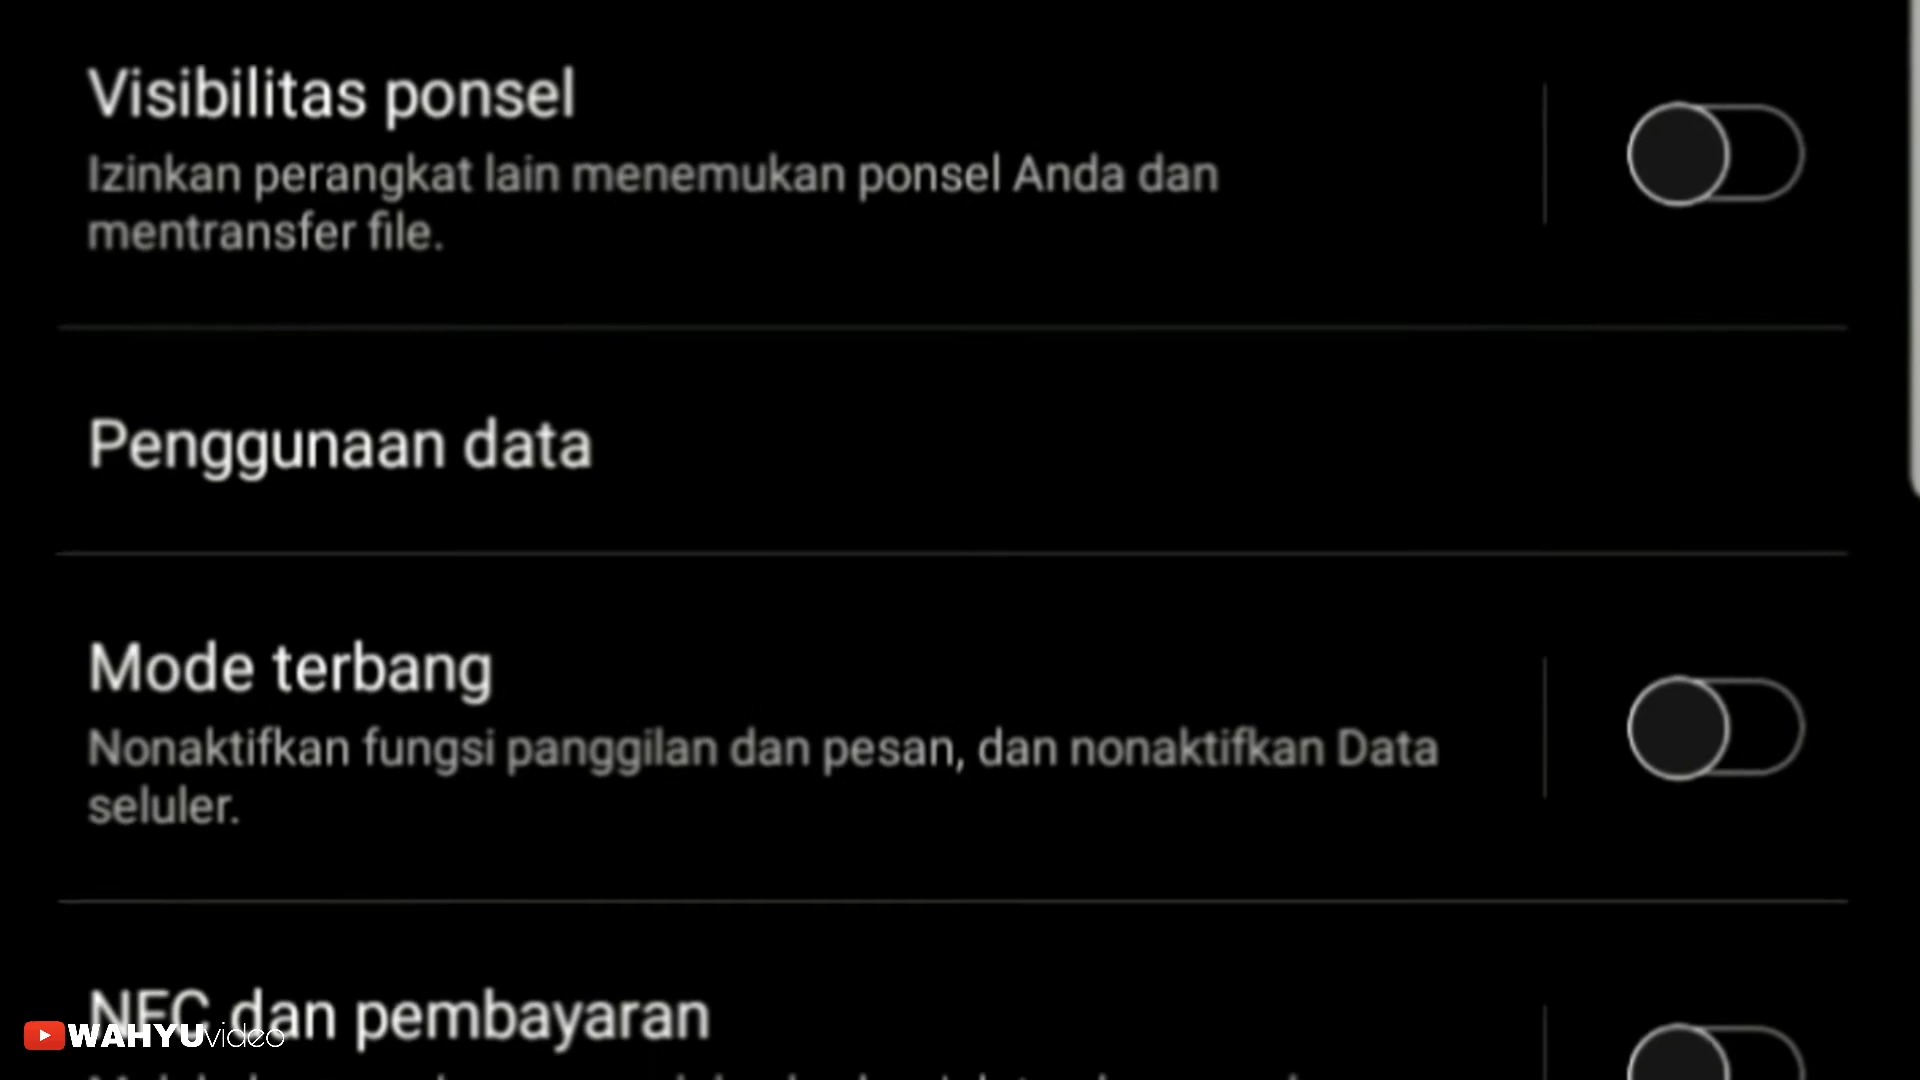 Visibilitas ponsel
Izinkan perangkat lain menemukan ponsel Anda dan
mentransfer file.
Penggunaan data
Mode terbang
Nonaktifkan fungsi panggilan dan pesan, dan nonaktifkan Data
seluler.
NFC dan pembayaran
WAHYUvideo